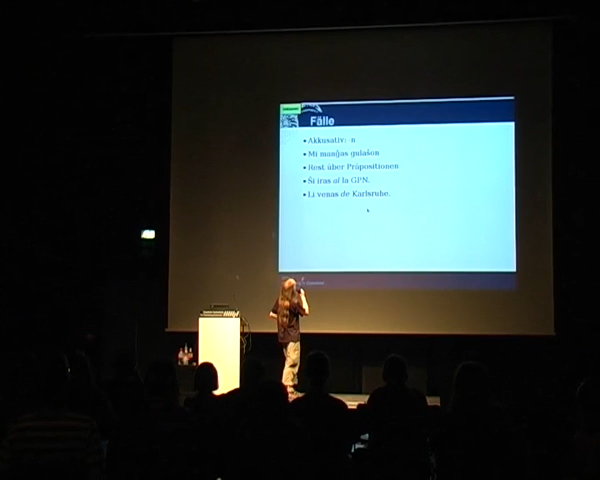 Fälle
Akkusativ: -n
Mi manĝas gulaŝon
Rest über Präpositionen
Ŝi iras al la GPN.
Li venas de Karlsruhe.